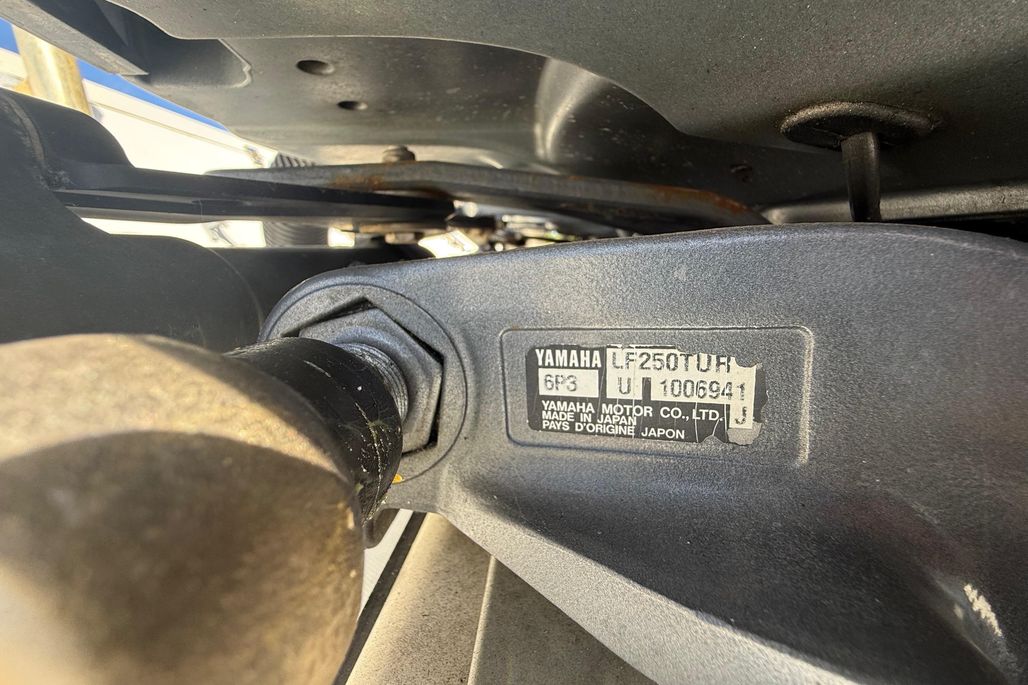 YAMAHA LF250TUR
6P3 U 1006941
YAMAHA MOTOR CO.,LTD. J
MADE IN JAPAN
PAYS D'ORIGINE JAPON